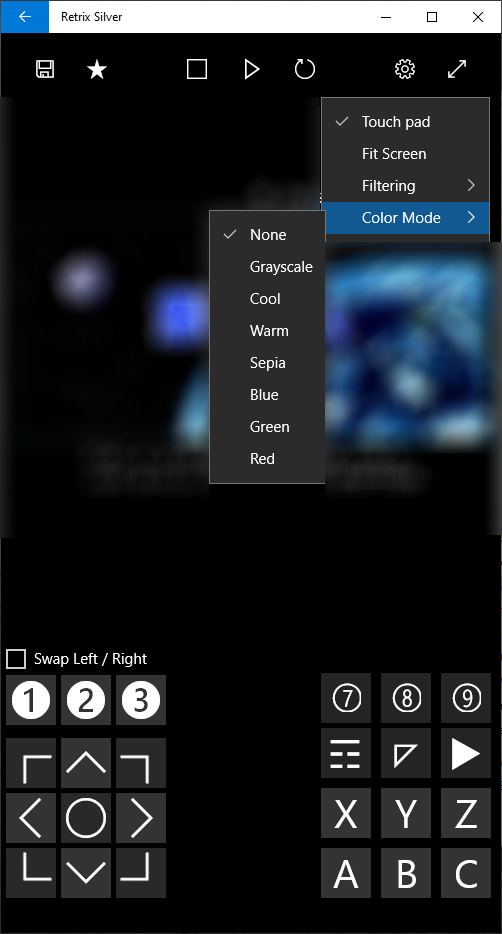 Retrix Silver
Touch pad
Fit Screen
Filtering
Color Mode
None
Grayscale
Cool
Warm
Sepia
Blue
Green
Red
Swap Left / Right
1 2 3
7 8 9
X Y Z
A B C